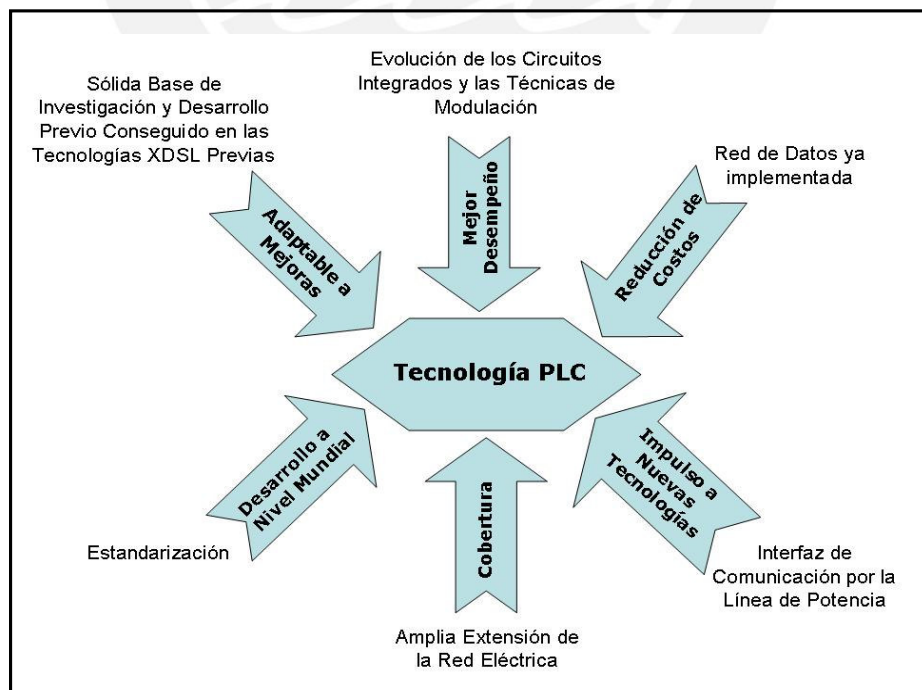 Evolución de los Circuitos
Integrados y las Técnicas de
Modulación
Sólida Base de
Investigación y Desarrollo
Previo Conseguido en las
Tecnologías XDSL Previas
Red de Datos ya
implementada
Adaptable a
Mejoras
Mejor
Desempeño
Reducción de
Costos
Tecnología PLC
Desarrollo a
Nivel Mundial
Cobertura
Impulso a
Nuevas
Tecnologías
Estandarización
Interfaz de
Comunicación por la
Línea de Potencia
Amplia Extensión de
la Red Eléctrica